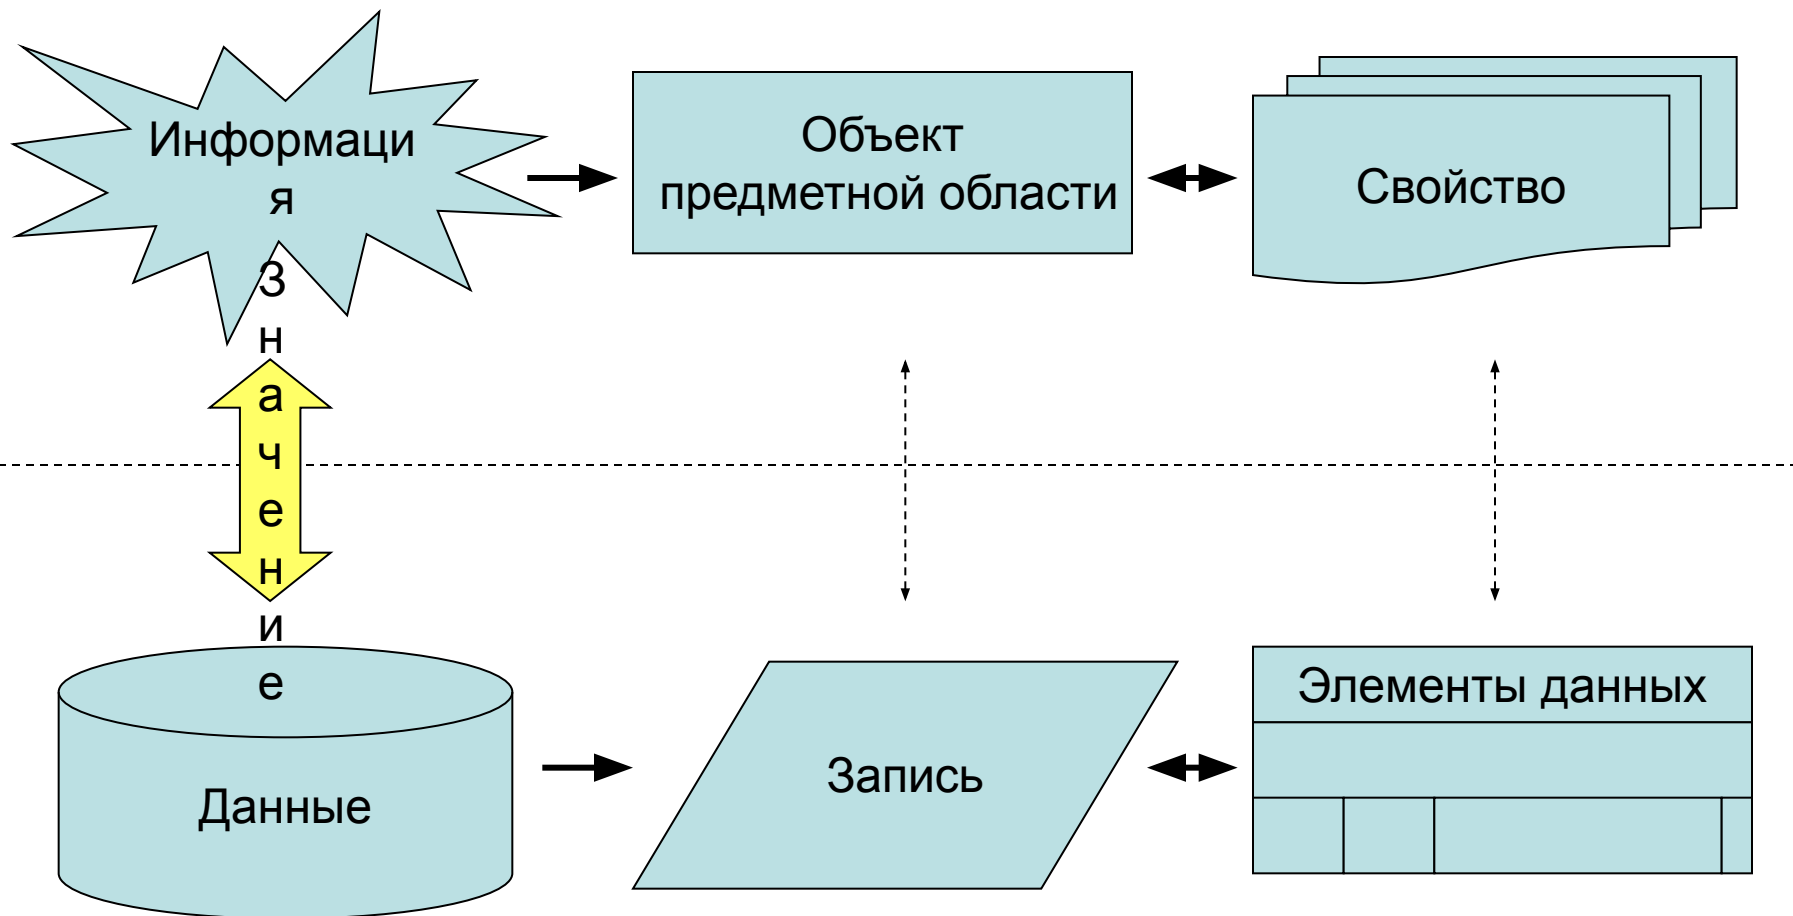 Информаци
я
Объект
предметной области
Свойство
З
н
а
ч
е
н
и
е
Данные
Запись
Элементы данных